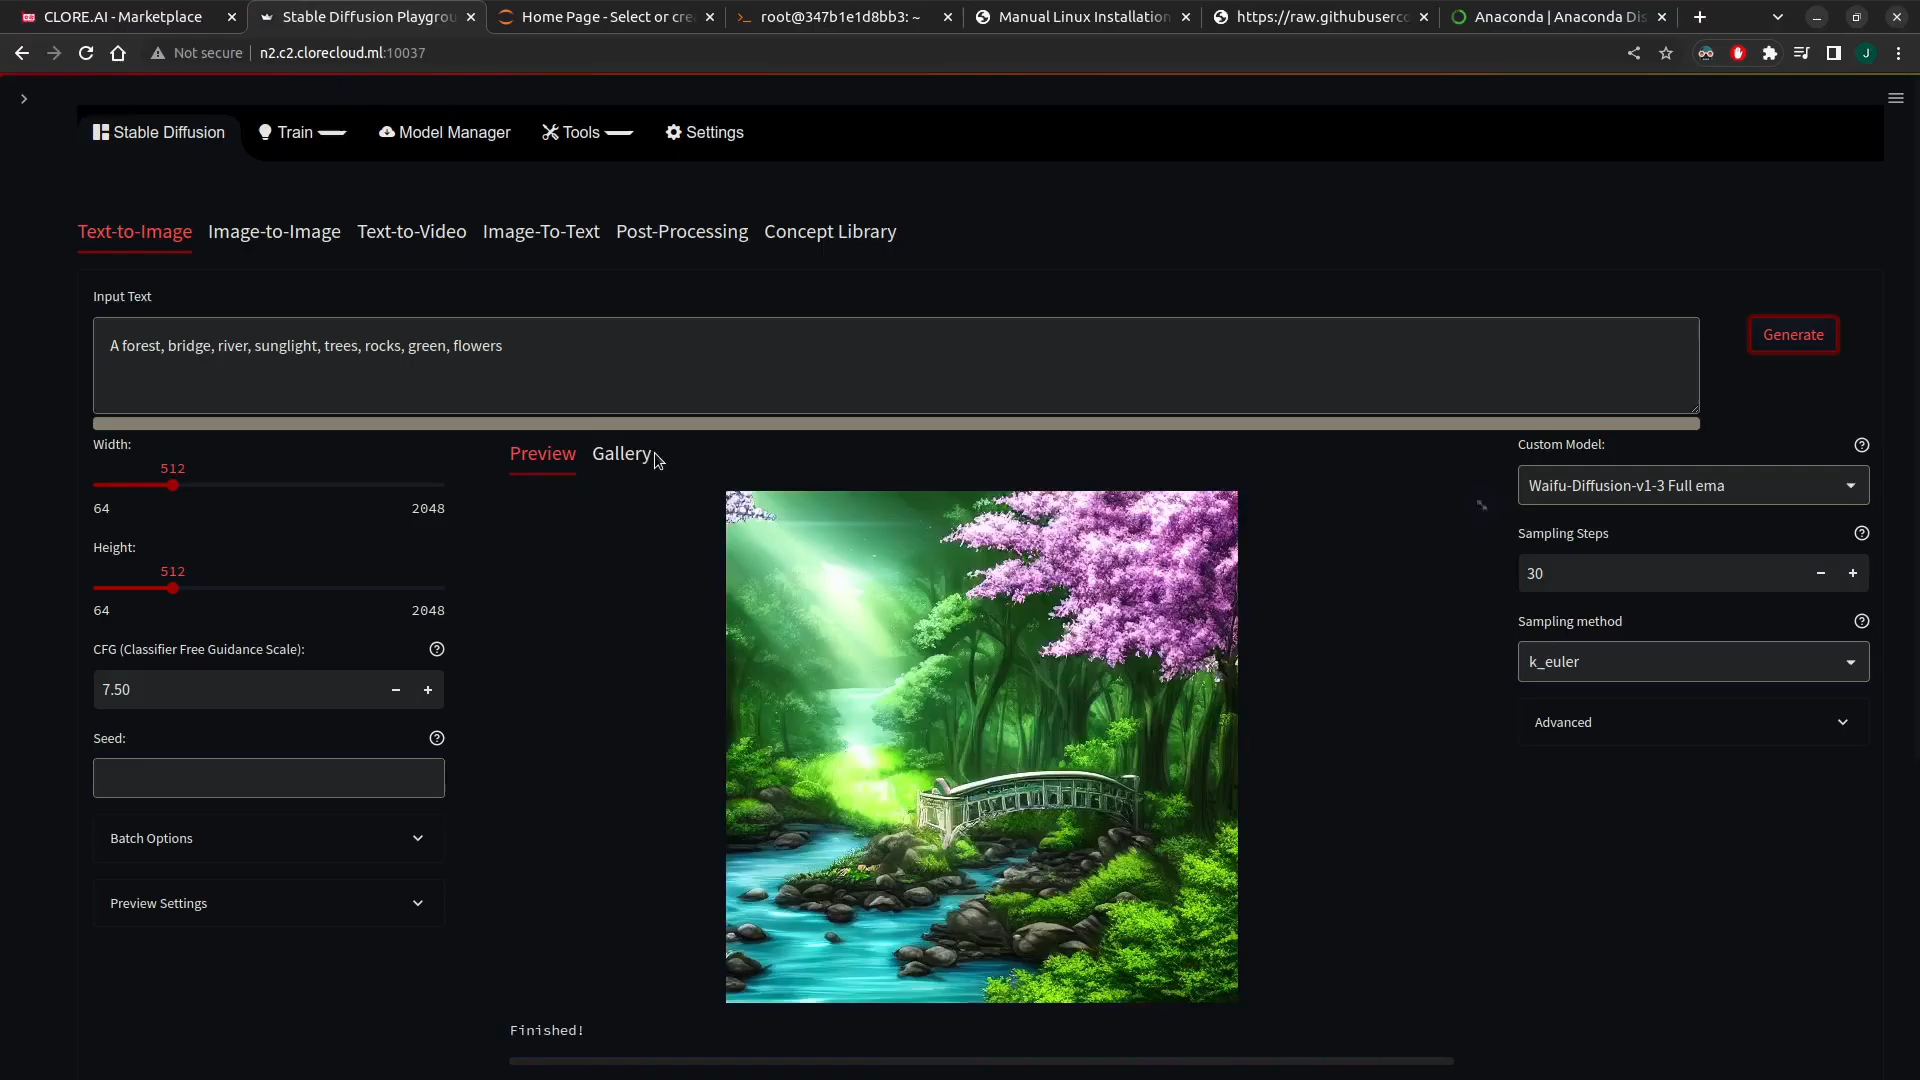 CLORE.AI - Marketplace
Stable Diffusion Playgrou
Home Page - Select or cre
root@347b1e1d8bb3: ~
Manual Linux Installation
https://raw.githubuserco
Anaconda | Anaconda Dis
Not secure
n2.c2.clorecloud.ml:10037
J
Stable Diffusion
Train
Model Manager
Tools
Settings
Text-to-Image
Image-to-Image
Text-to-Video
Image-To-Text
Post-Processing
Concept Library
Input Text
A forest, bridge, river, sunlight, trees, rocks, green, flowers
Generate
Width:
512
64 2048
Height:
512
64 2048
CFG (Classifier Free Guidance Scale):
7.50
Seed:
Batch Options
Preview Settings
Preview
Gallery
Finished!
Custom Model:
Waifu-Diffusion-v1-3 Full ema
Sampling Steps
30
Sampling method
k_euler
Advanced